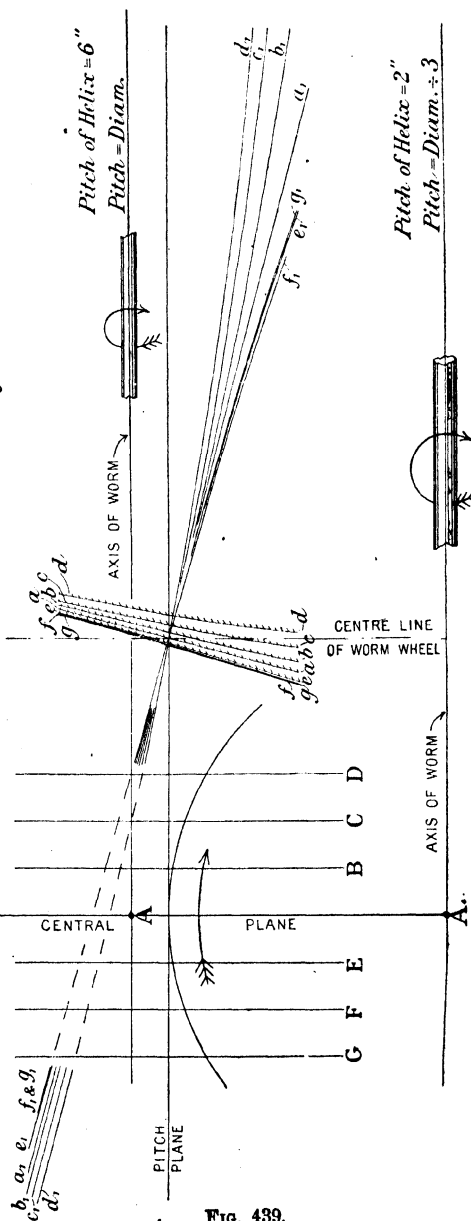 Pitch of Helix=6"
Pitch=Diam.
AXIS OF WORM
d₁
c₁
b₁
a₁
g₁
e₁
f₁
a
c
b
d
e
f
g
d
c
b
a
e
g
f
CENTRE LINE
OF WORM WHEEL
Pitch of Helix=2"
Pitch=Diam.÷3
AXIS OF WORM
D
C
B
A
E
F
G
CENTRAL
PLANE
A.
b₁
c₁
a₁
d₁
e₁
f₁ & g₁
PITCH
PLANE
FIG. 439.